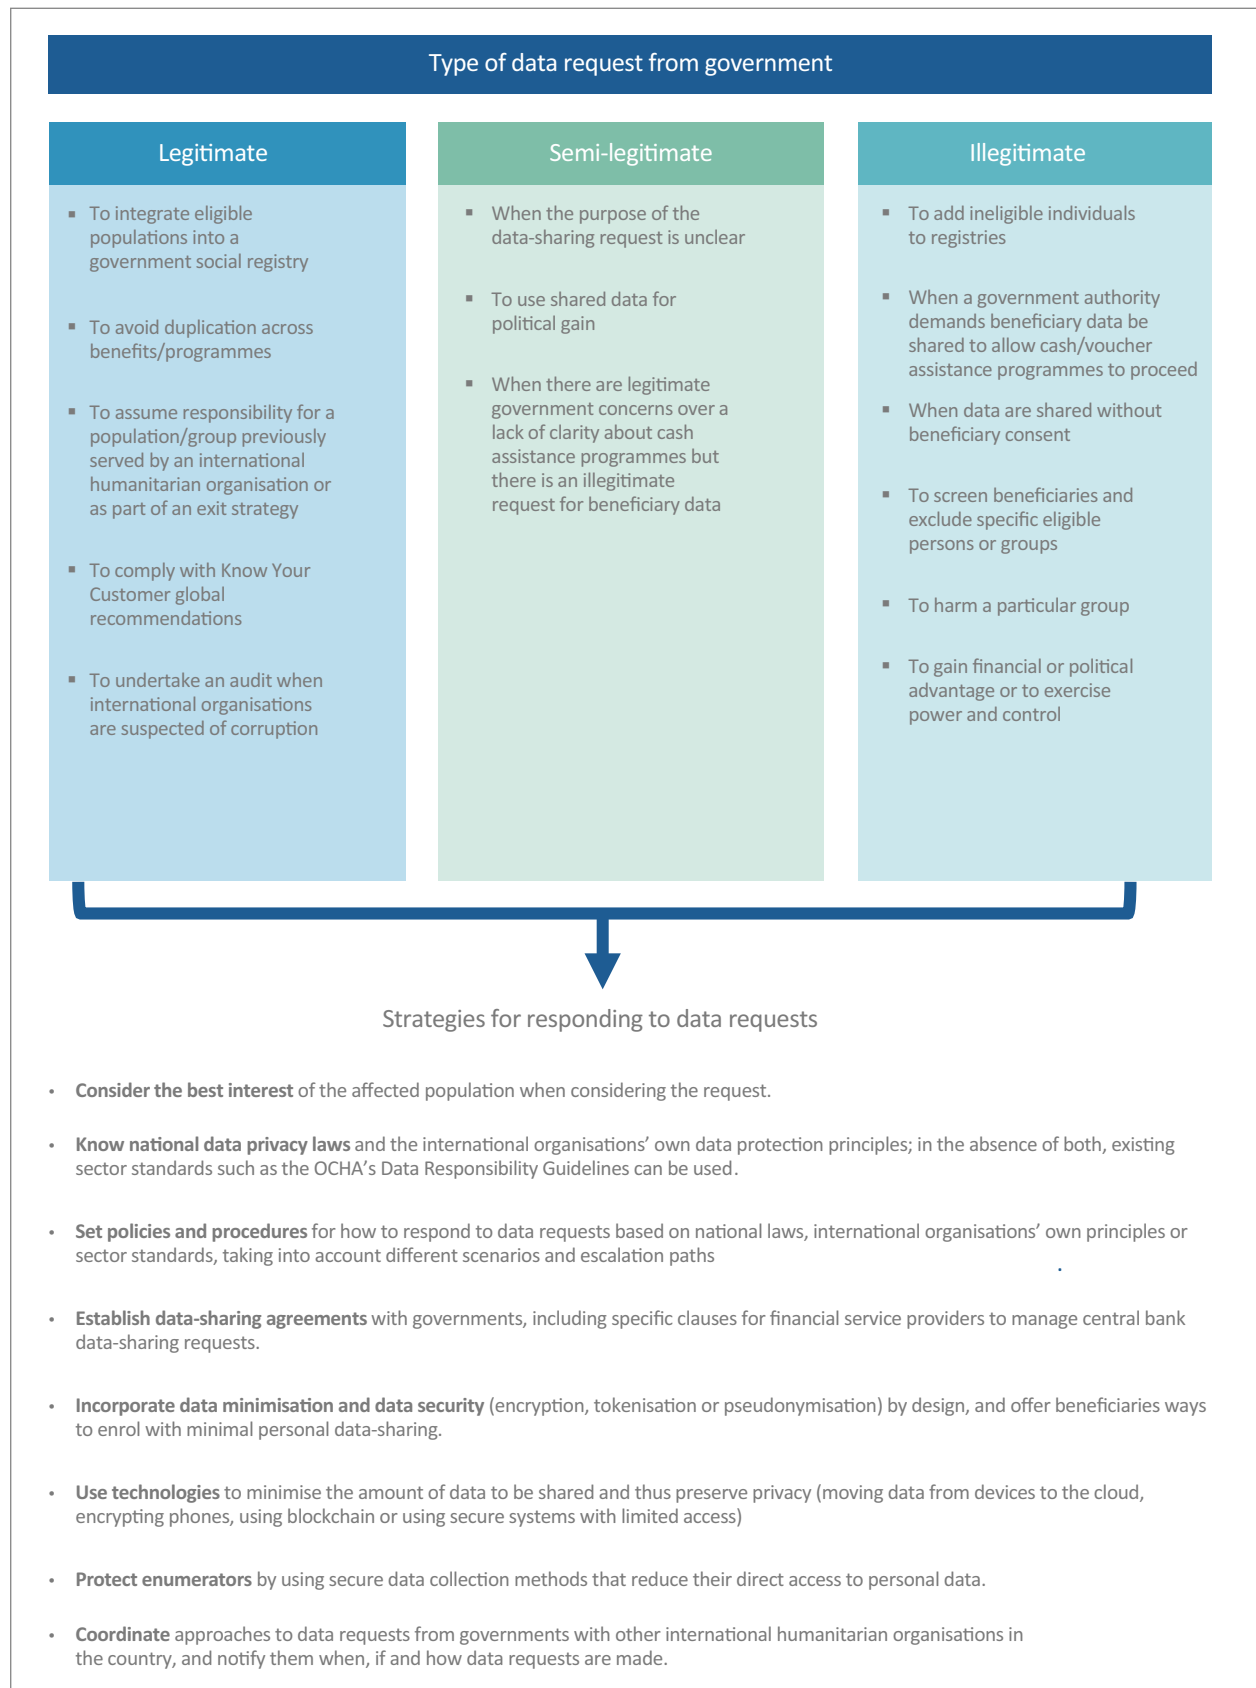 Type of data request from government
Legitimate
▪ To integrate eligible
populations into a
government social registry
▪ To avoid duplication across
benefits/programmes
▪ To assume responsibility for a
population/group previously
served by an international
humanitarian organisation or
as part of an exit strategy
▪ To comply with Know Your
Customer global
recommendations
▪ To undertake an audit when
international organisations
are suspected of corruption
Semi-legitimate
▪ When the purpose of the
data-sharing request is unclear
▪ To use shared data for
political gain
▪ When there are legitimate
government concerns over a
lack of clarity about cash
assistance programmes but
there is an illegitimate
request for beneficiary data
Illegitimate
▪ To add ineligible individuals
to registries
▪ When a government authority
demands beneficiary data be
shared to allow cash/voucher
assistance programmes to proceed
▪ When data are shared without
beneficiary consent
▪ To screen beneficiaries and
exclude specific eligible
persons or groups
▪ To harm a particular group
▪ To gain financial or political
advantage or to exercise
power and control
Strategies for responding to data requests
• Consider the best interest of the affected population when considering the request.
• Know national data privacy laws and the international organisations’ own data protection principles; in the absence of both, existing
sector standards such as the OCHA’s Data Responsibility Guidelines can be used.
• Set policies and procedures for how to respond to data requests based on national laws, international organisations’ own principles or
sector standards, taking into account different scenarios and escalation paths .
• Establish data-sharing agreements with governments, including specific clauses for financial service providers to manage central bank
data-sharing requests.
• Incorporate data minimisation and data security (encryption, tokenisation or pseudonymisation) by design, and offer beneficiaries ways
to enrol with minimal personal data-sharing.
• Use technologies to minimise the amount of data to be shared and thus preserve privacy (moving data from devices to the cloud,
encrypting phones, using blockchain or using secure systems with limited access)
• Protect enumerators by using secure data collection methods that reduce their direct access to personal data.
• Coordinate approaches to data requests from governments with other international humanitarian organisations in
the country, and notify them when, if and how data requests are made.